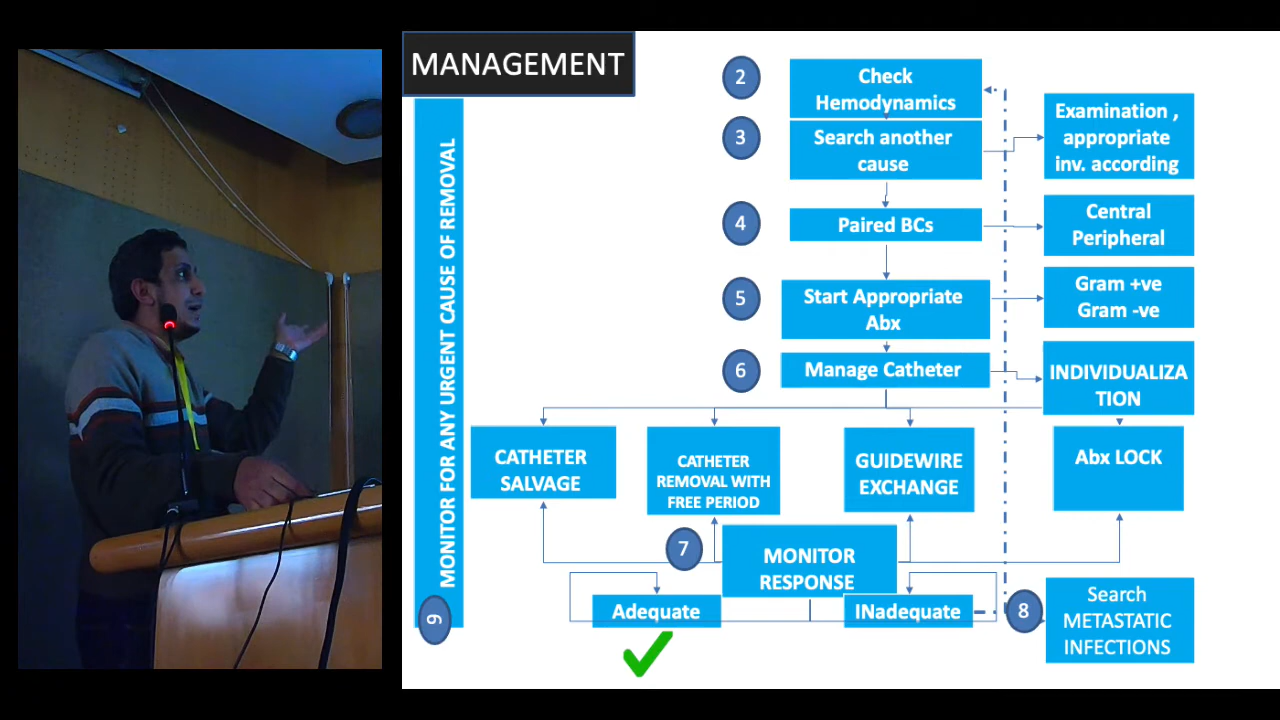 MANAGEMENT
MONITOR FOR ANY URGENT CAUSE OF REMOVAL
9
2
Check
Hemodynamics
3
Search another
cause
Examination ,
appropriate
inv. according
4
Paired BCs
Central
Peripheral
5
Start Appropriate
Abx
Gram +ve
Gram -ve
6
Manage Catheter
INDIVIDUALIZA
TION
CATHETER
SALVAGE
CATHETER
REMOVAL WITH
FREE PERIOD
GUIDEWIRE
EXCHANGE
Abx LOCK
7
MONITOR
RESPONSE
Adequate
INadequate
8
Search
METASTATIC
INFECTIONS